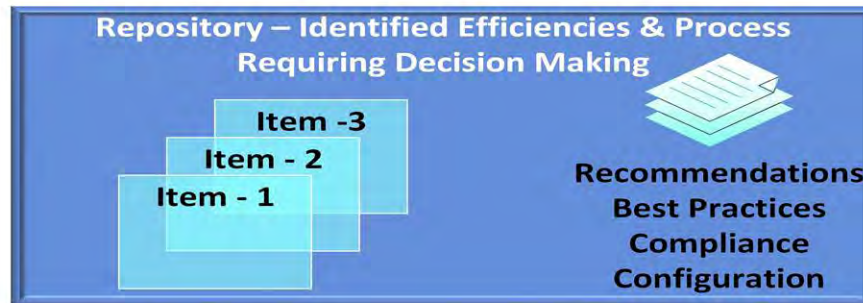 Repository – Identified Efficiencies & Process
Requiring Decision Making
Item -3
Item - 2
Item - 1
Recommendations
Best Practices
Compliance
Configuration